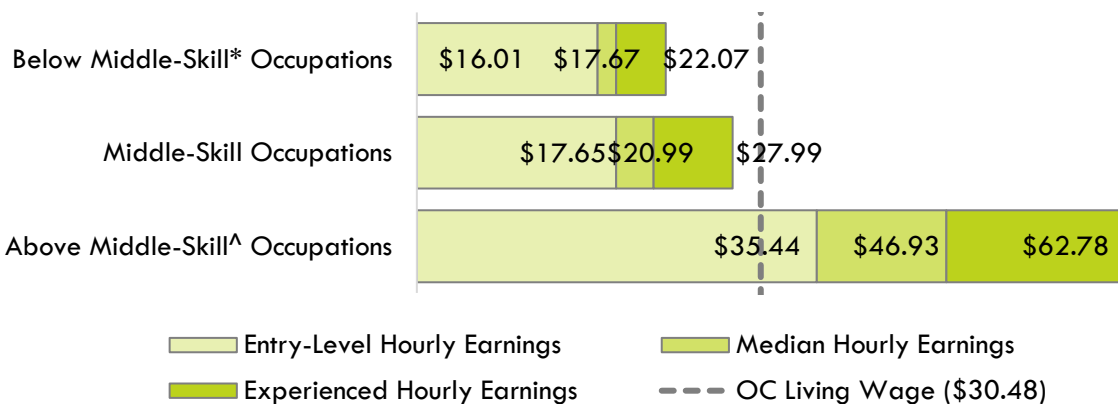 Below Middle-Skill* Occupations $16.01 $17.67 $22.07
Middle-Skill Occupations $17.65 $20.99 $27.99
Above Middle-Skill^ Occupations $35.44 $46.93 $62.78
Entry-Level Hourly Earnings Median Hourly Earnings
Experienced Hourly Earnings OC Living Wage ($30.48)